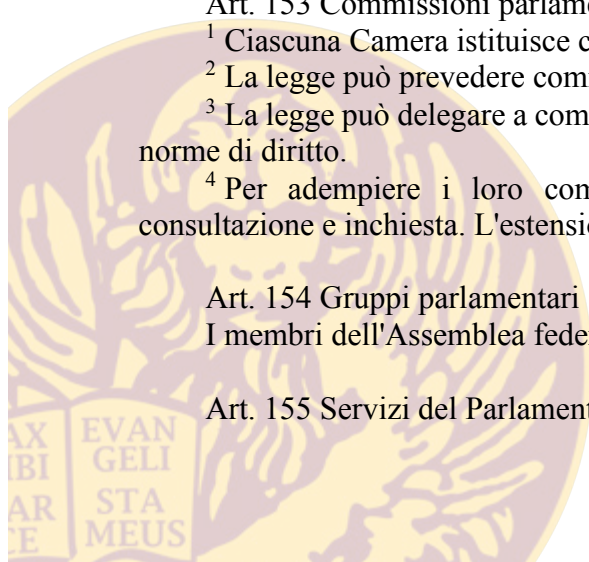 Art. 153 Commissioni parlam
¹ Ciascuna Camera istituisce c
² La legge può prevedere com
³ La legge può delegare a com
norme di diritto.
⁴ Per adempiere i loro com
consultazione e inchiesta. L'estensi
Art. 154 Gruppi parlamentari
I membri dell'Assemblea feder
Art. 155 Servizi del Parlament
AX EVAN
IBI GELI
AR STA
CE MEUS